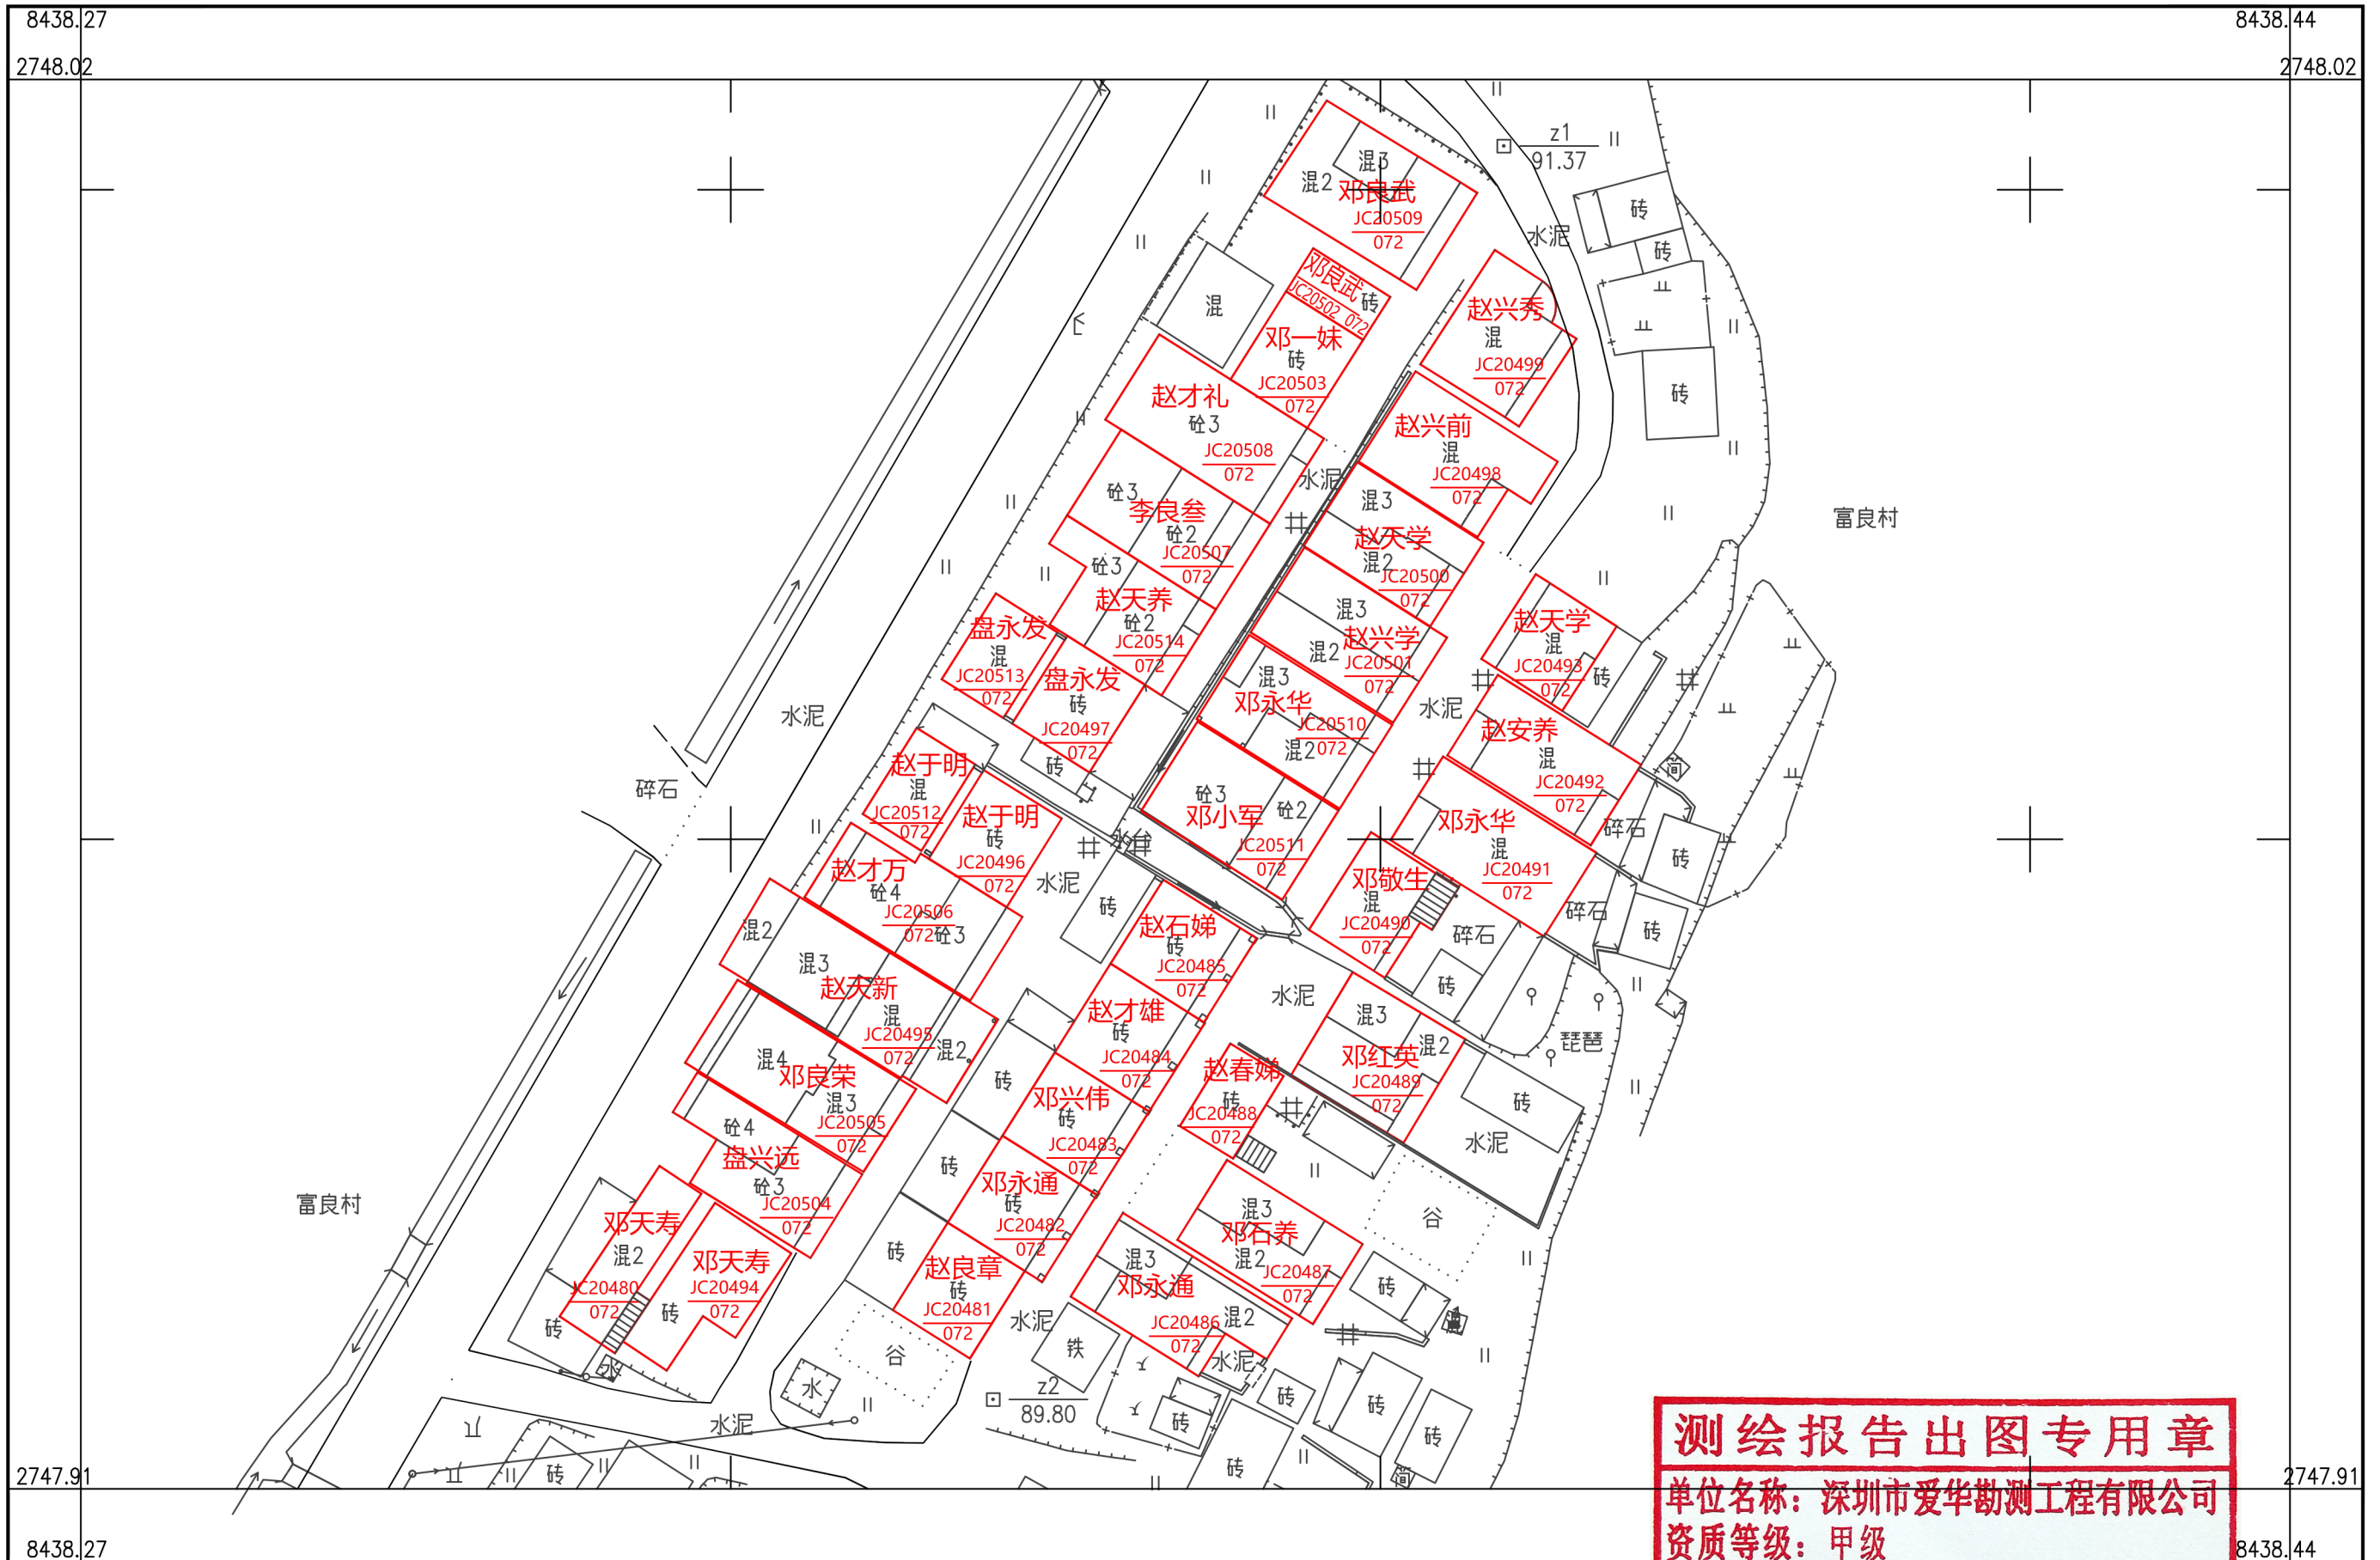 8438.27
8438.44
2748.02
2748.02
z1
91.37
混3
混2
邓良武
JC20509
072
砖
水泥
砖
邓良武
砖
JC20502 072
混
赵兴秀
混
JC20499
072
邓一妹
砖
JC20503
072
砖
赵才礼
砼3
JC20508
072
赵兴前
混
JC20498
072
水泥
混3
砼3
李良叁
砼2
JC20507
072
富良村
赵天学
混2
JC20500
072
砼3
赵天养
砼2
JC20514
072
混3
赵兴学
混2
JC20501
072
赵天学
混
JC20493
072
砖
盘永发
混
JC20513
072
盘永发
砖
JC20497
072
混3
邓永华
JC20510
混2
072
水泥
水泥
赵安养
混
JC20492
072
砖
碎石
赵于明
混
JC20512
072
赵于明
砖
JC20496
072
砼3
砼2
邓小军
JC20511
072
邓永华
混
JC20491
072
碎石
砖
赵才万
砼4
JC20506
072
砼3
水泥
砖
邓敬生
混
JC20490
072
碎石
碎石
砖
砖
混2
混3
赵天新
混
JC20495
072
混2
赵石娣
砖
JC20485
072
水泥
赵才雄
砖
JC20484
072
混3
混2
邓红英
JC20489
072
琵琶
混4
邓良荣
混3
JC20505
072
砖
赵春娣
砖
JC20488
072
砖
水泥
邓兴伟
砖
JC20483
072
砼4
盘兴远
砼3
JC20504
072
砖
邓永通
砖
JC20482
072
富良村
邓天寿
混2
JC20480
072
邓天寿
JC20494
072
砖
砖
砖
赵良章
砖
JC20481
072
混3
邓石养
混2
JC20487
072
谷
混3
邓永通
混2
JC20486
072
砖
水泥
铁
水泥
谷
水
水
z2
89.80
砖
砖
砖
砖
水泥
砖
砖
测绘报告出图专用章
2747.91
2747.91
单位名称：深圳市爱华勘测工程有限公司
资质等级：甲级
8438.27
8438.44